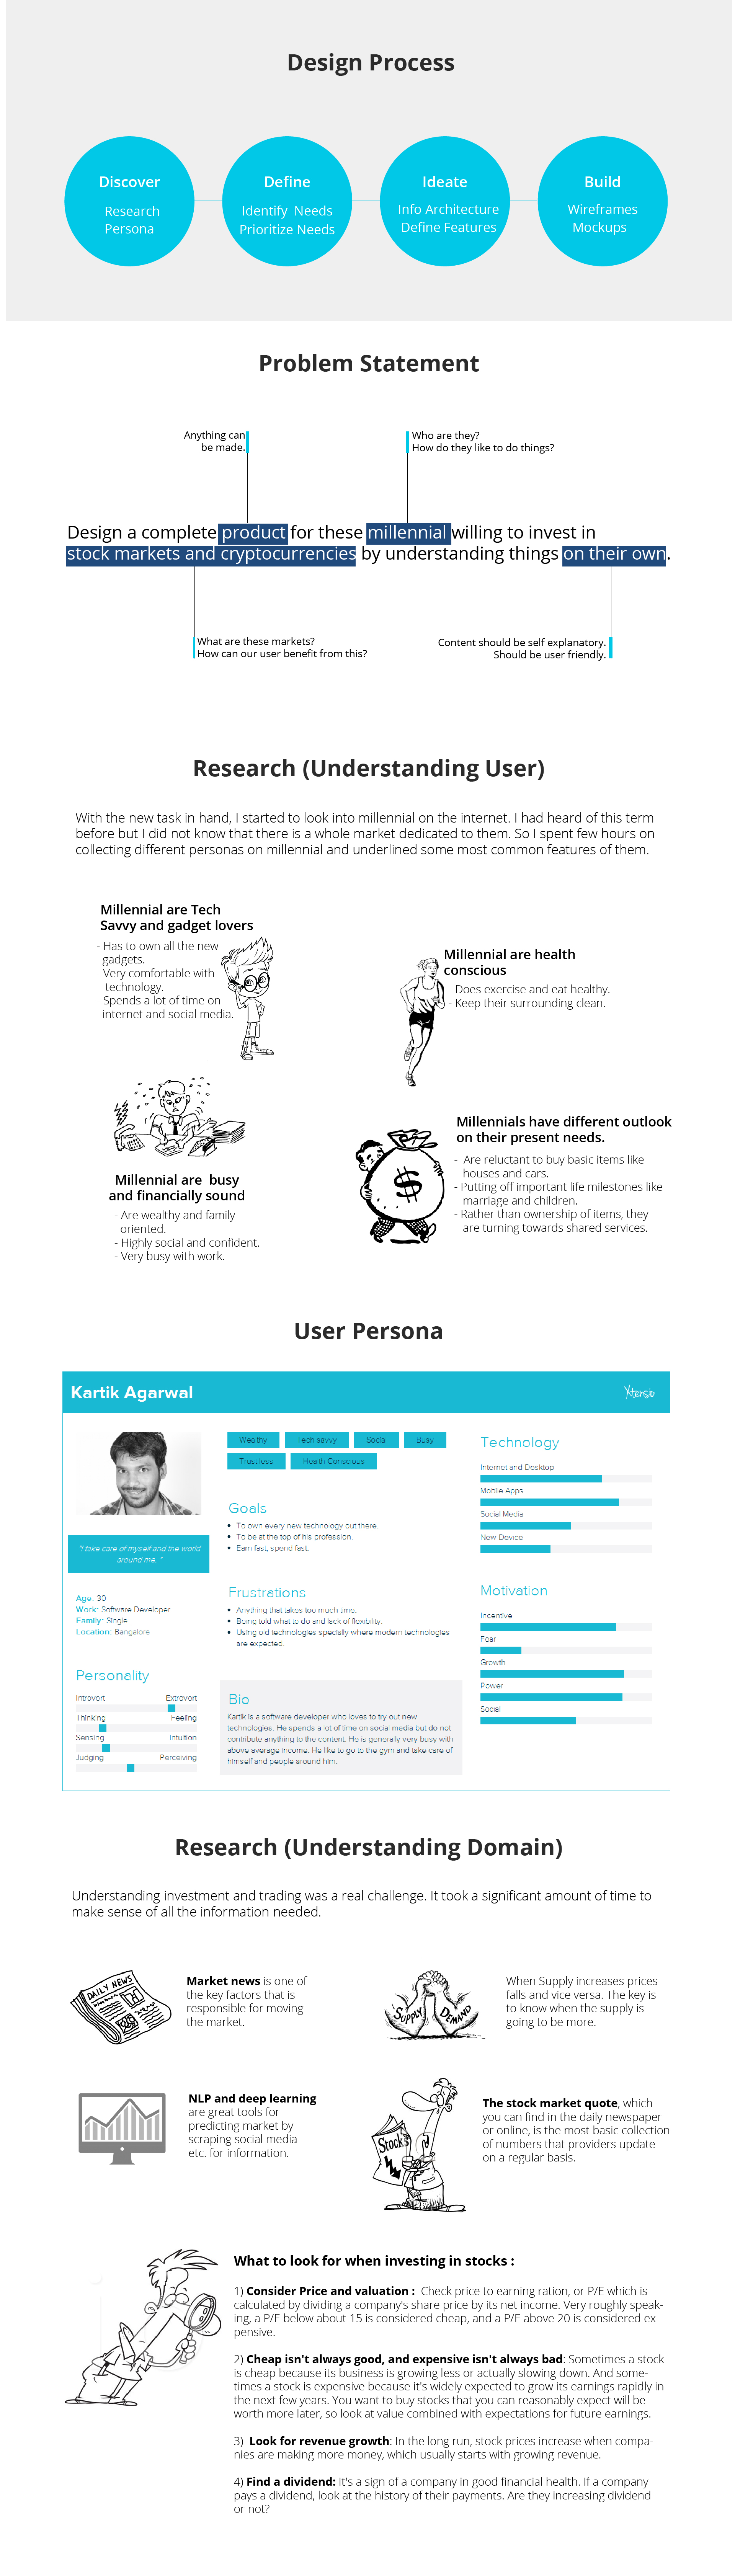 Design Process
Discover
Research
Persona
Define
Identify Needs
Prioritize Needs
Ideate
Info Architecture
Define Features
Build
Wireframes
Mockups
Problem Statement
Anything can
be made.
Who are they?
How do they like to do things?
Design a complete product for these millennial willing to invest in
stock markets and cryptocurrencies by understanding things on their own.
What are these markets?
How can our user benefit from this?
Content should be self explanatory.
Should be user friendly.
Research (Understanding User)
With the new task in hand, I started to look into millennial on the internet. I had heard of this term
before but I did not know that there is a whole market dedicated to them. So I spent few hours on
collecting different personas on millennial and underlined some most common features of them.
Millennial are Tech
Savvy and gadget lovers
- Has to own all the new
gadgets.
- Very comfortable with
technology.
- Spends a lot of time on
internet and social media.
Millennial are health
conscious
- Does exercise and eat healthy.
- Keep their surrounding clean.
Millennial are busy
and financially sound
- Are wealthy and family
oriented.
- Highly social and confident.
- Very busy with work.
Millennials have different outlook
on their present needs.
- Are reluctant to buy basic items like
houses and cars.
- Putting off important life milestones like
marriage and children.
- Rather than ownership of items, they
are turning towards shared services.
$
User Persona
Kartik Agarwal
Xtensio
"I take care of myself and the world
around me. "
Age: 30
Work: Software Developer
Family: Single
Location: Bangalore
Personality
Introvert Extrovert
Thinking Feeling
Sensing Intuition
Judging Perceiving
Wealthy Tech savvy Social Busy
Trust less Health Conscious
Goals
• To own every new technology out there.
• To be at the top of his profession.
• Earn fast, spend fast.
Frustrations
• Anything that takes too much time.
• Being told what to do and lack of flexibility.
• Using old technologies specially where modern technologies
are expected.
Bio
Kartik is a software developer who loves to try out new
technologies. He spends a lot of time on social media but do not
contribute anything to the content. He is generally very busy with
above average income. He like to go to the gym and take care of
himself and people around him.
Technology
Internet and Desktop
Mobile Apps
Social Media
New Device
Motivation
Incentive
Fear
Growth
Power
Social
Research (Understanding Domain)
Understanding investment and trading was a real challenge. It took a significant amount of time to
make sense of all the information needed.
DAILY NEWS
Market news is one of
the key factors that is
responsible for moving
the market.
SUPPLY DEMAND
When Supply increases prices
falls and vice versa. The key is
to know when the supply is
going to be more.
NLP and deep learning
are great tools for
predicting market by
scraping social media
etc. for information.
Stocks
The stock market quote, which
you can find in the daily newspaper
or online, is the most basic collection
of numbers that providers update
on a regular basis.
What to look for when investing in stocks :
1) Consider Price and valuation : Check price to earning ration, or P/E which is
calculated by dividing a company's share price by its net income. Very roughly speak-
ing, a P/E below about 15 is considered cheap, and a P/E above 20 is considered ex-
pensive.
2) Cheap isn't always good, and expensive isn't always bad: Sometimes a stock
is cheap because its business is growing less or actually slowing down. And some-
times a stock is expensive because it's widely expected to grow its earnings rapidly in
the next few years. You want to buy stocks that you can reasonably expect will be
worth more later, so look at value combined with expectations for future earnings.
3) Look for revenue growth: In the long run, stock prices increase when compa-
nies are making more money, which usually starts with growing revenue.
4) Find a dividend: It's a sign of a company in good financial health. If a company
pays a dividend, look at the history of their payments. Are they increasing dividend
or not?